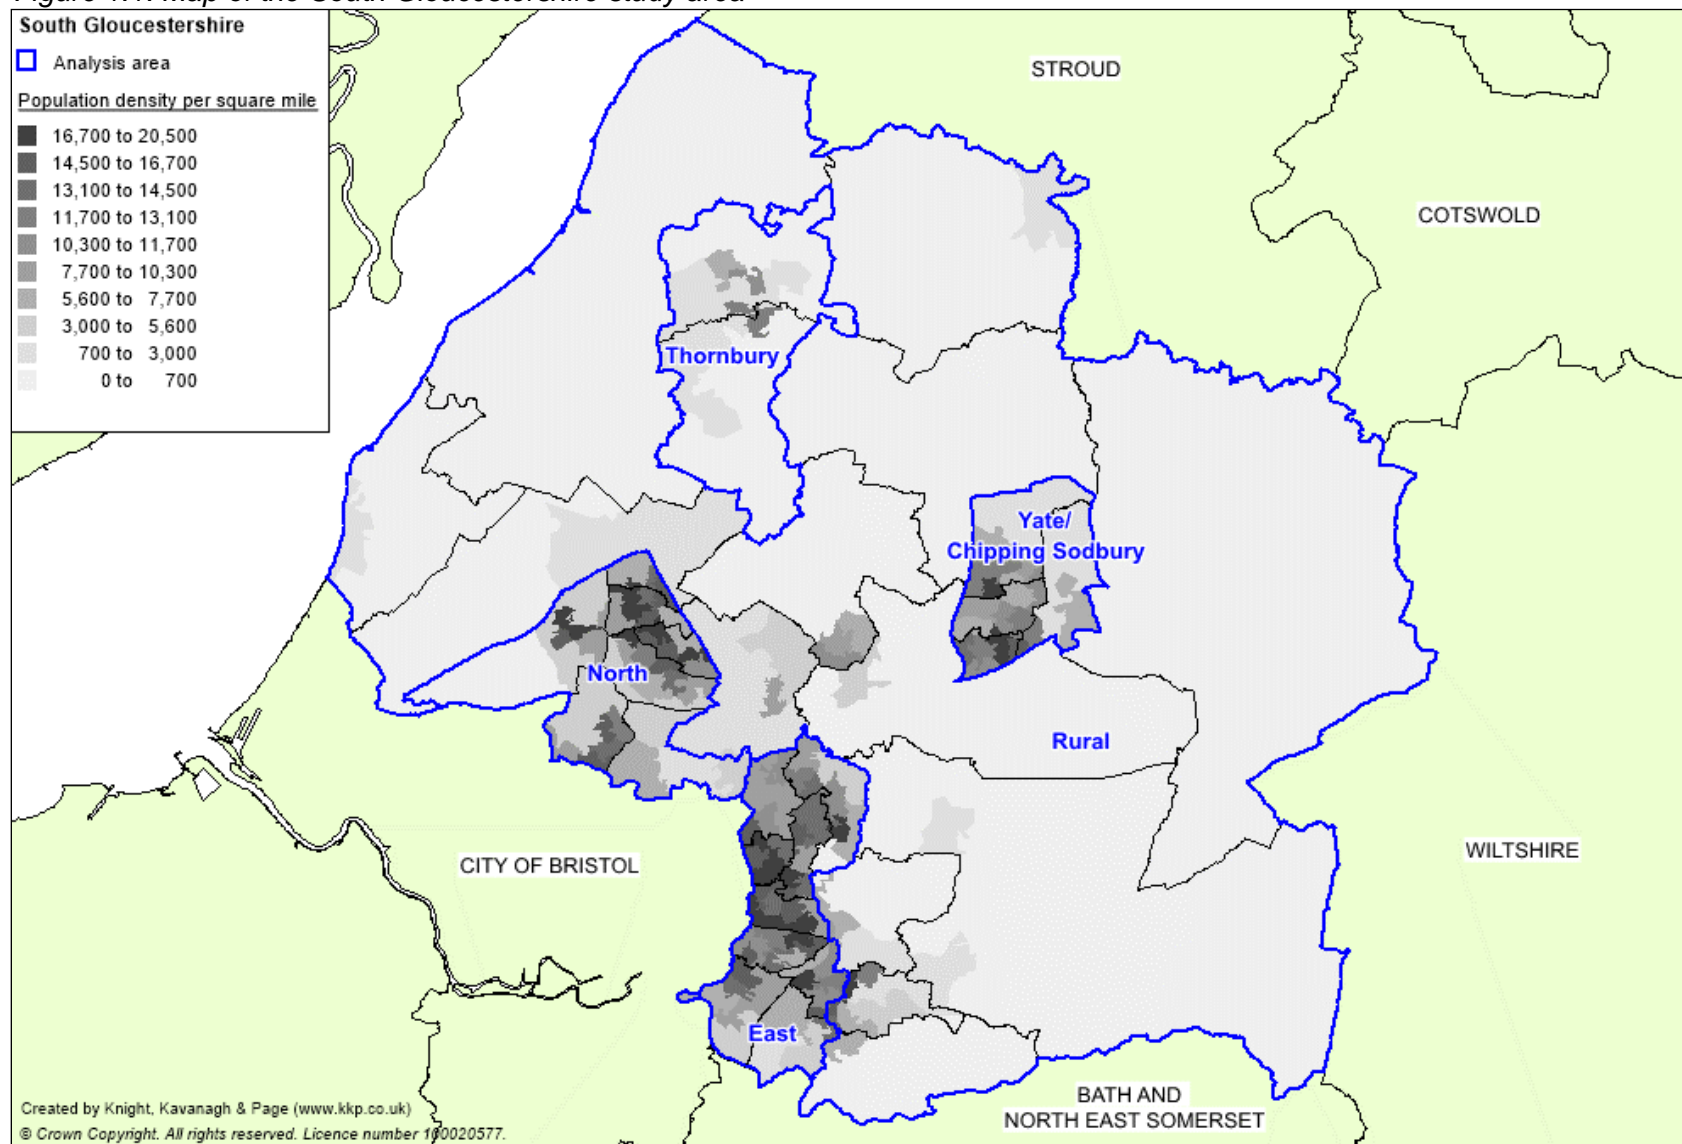 South Gloucestershire
Analysis area
Population density per square mile
16,700 to 20,500
14,500 to 16,700
13,100 to 14,500
11,700 to 13,100
10,300 to 11,700
7,700 to 10,300
5,600 to 7,700
3,000 to 5,600
700 to 3,000
0 to 700
STROUD
COTSWOLD
Thornbury
Yate/
Chipping Sodbury
North
Rural
CITY OF BRISTOL
WILTSHIRE
East
BATH AND
NORTH EAST SOMERSET
Created by Knight, Kavanagh & Page (www.kkp.co.uk)
© Crown Copyright. All rights reserved. Licence number 100020577.